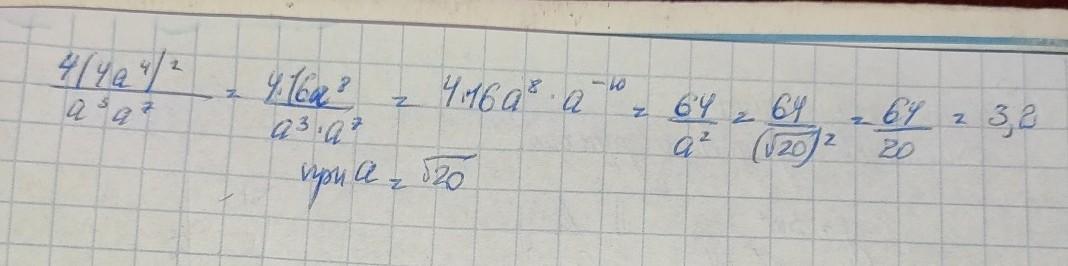 4(4a⁴)² / a³a⁷ = 4·16a⁸ / a³·a⁷ = 4·16a⁸·a⁻¹⁰ = 64 / a² = 64 / (√20)² = 64 / 20 = 3,2
при a = √20